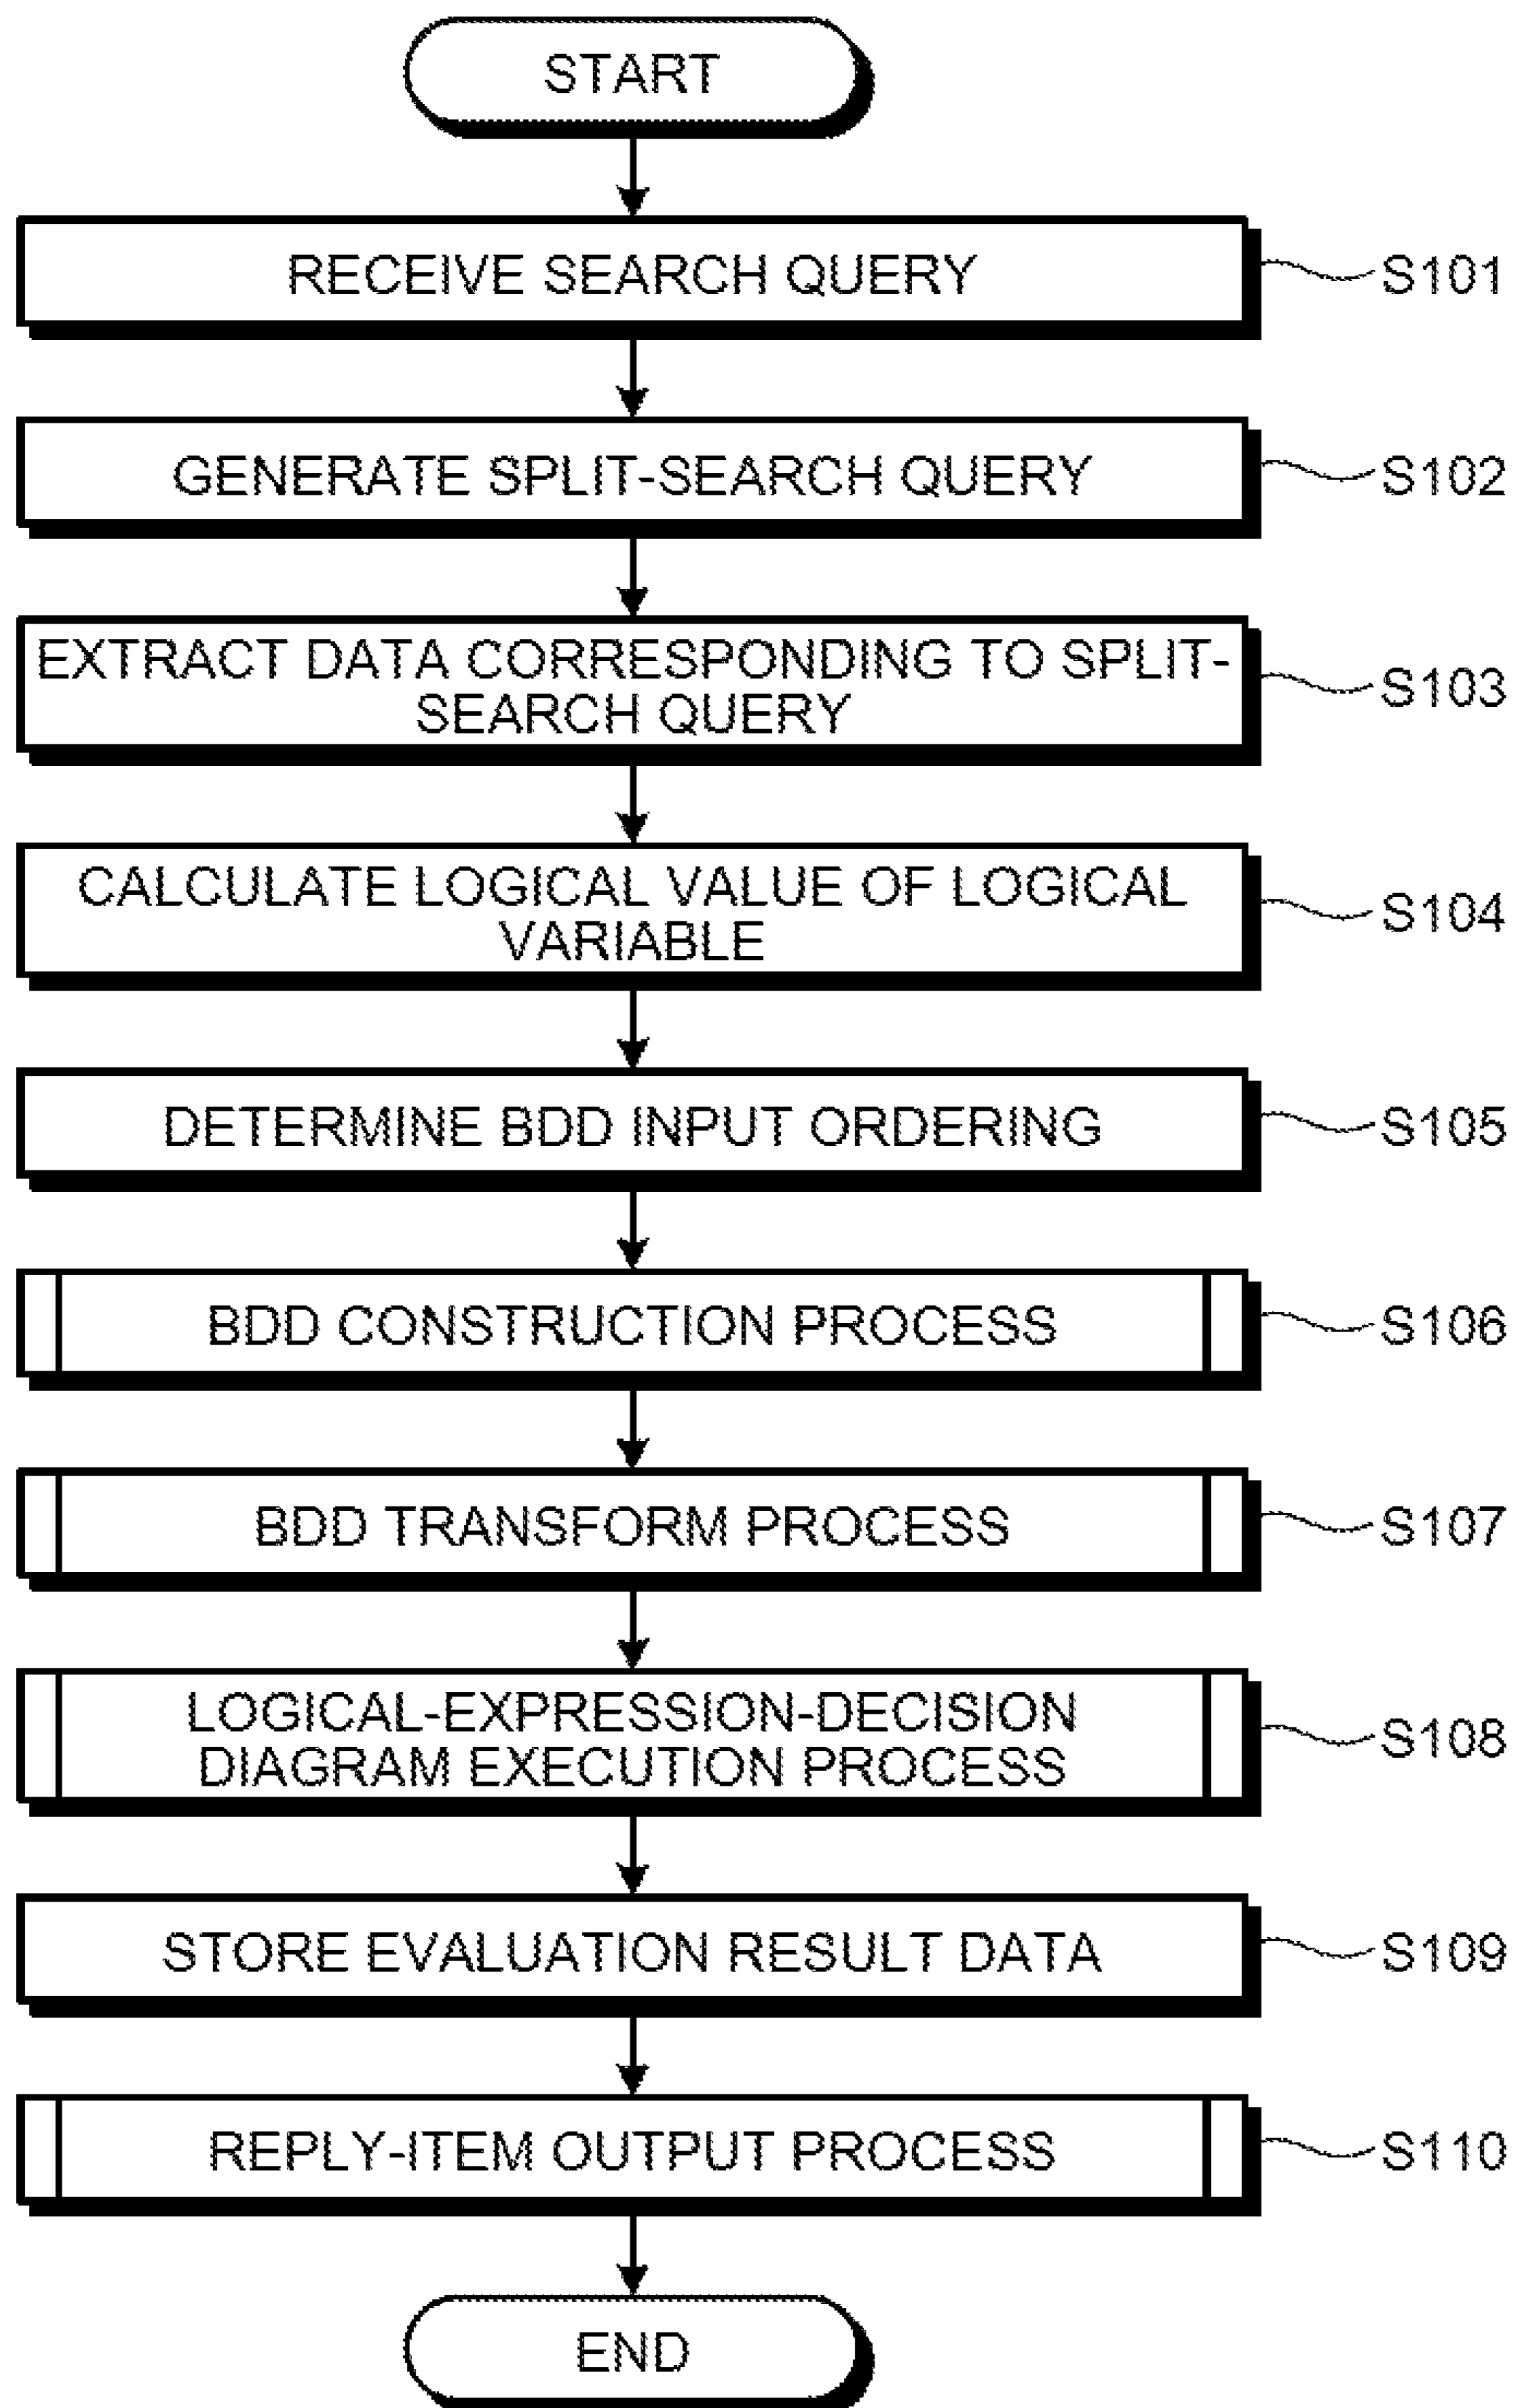 START
RECEIVE SEARCH QUERY
S101
GENERATE SPLIT-SEARCH QUERY
S102
EXTRACT DATA CORRESPONDING TO SPLIT-
SEARCH QUERY
S103
CALCULATE LOGICAL VALUE OF LOGICAL
VARIABLE
S104
DETERMINE BDD INPUT ORDERING
S105
BDD CONSTRUCTION PROCESS
S106
BDD TRANSFORM PROCESS
S107
LOGICAL-EXPRESSION-DECISION
DIAGRAM EXECUTION PROCESS
S108
STORE EVALUATION RESULT DATA
S109
REPLY-ITEM OUTPUT PROCESS
S110
END